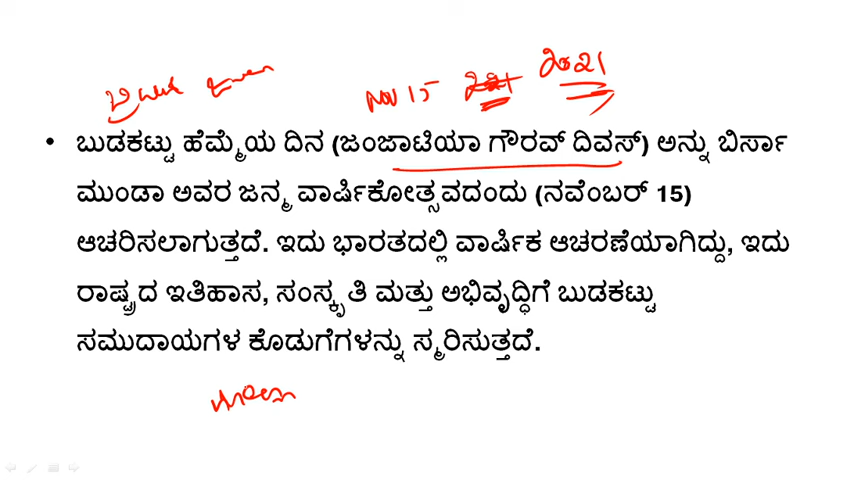 Nov 15 2021 2021
• ಬುಡಕಟ್ಟು ಹೆಮ್ಮೆಯ ದಿನ (ಜಂಜಾಟಿಯಾ ಗೌರವ್ ದಿವಸ್) ಅನ್ನು ಬಿರ್ಸಾ
ಮುಂಡಾ ಅವರ ಜನ್ಮ ವಾರ್ಷಿಕೋತ್ಸವದಂದು (ನವೆಂಬರ್ 15)
ಆಚರಿಸಲಾಗುತ್ತದೆ. ಇದು ಭಾರತದಲ್ಲಿ ವಾರ್ಷಿಕ ಆಚರಣೆಯಾಗಿದ್ದು, ಇದು
ರಾಷ್ಟ್ರದ ಇತಿಹಾಸ, ಸಂಸ್ಕೃತಿ ಮತ್ತು ಅಭಿವೃದ್ಧಿಗೆ ಬುಡಕಟ್ಟು
ಸಮುದಾಯಗಳ ಕೊಡುಗೆಗಳನ್ನು ಸ್ಮರಿಸುತ್ತದೆ.